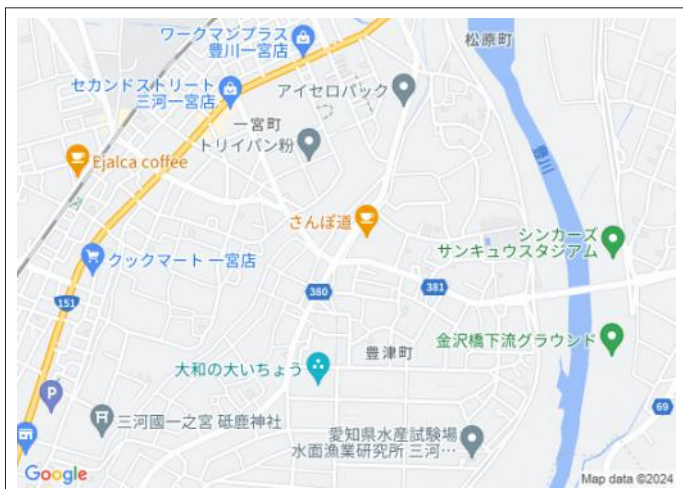 ワークマンプラス
豊川一宮店
松原町
セカンドストリート
三河一宮店
アイセロパック
一宮町
トリイパン粉
豊川
Ejalca coffee
さんぽ道
シンカーズ
サンキュウスタジアム
クックマート 一宮店
380
381
151
金沢橋下流グラウンド
豊津町
大和の大いちょう
69
P
三河國一之宮 砥鹿神社
愛知県水産試験場
水面漁業研究所 三河…
Google
Map data ©2024